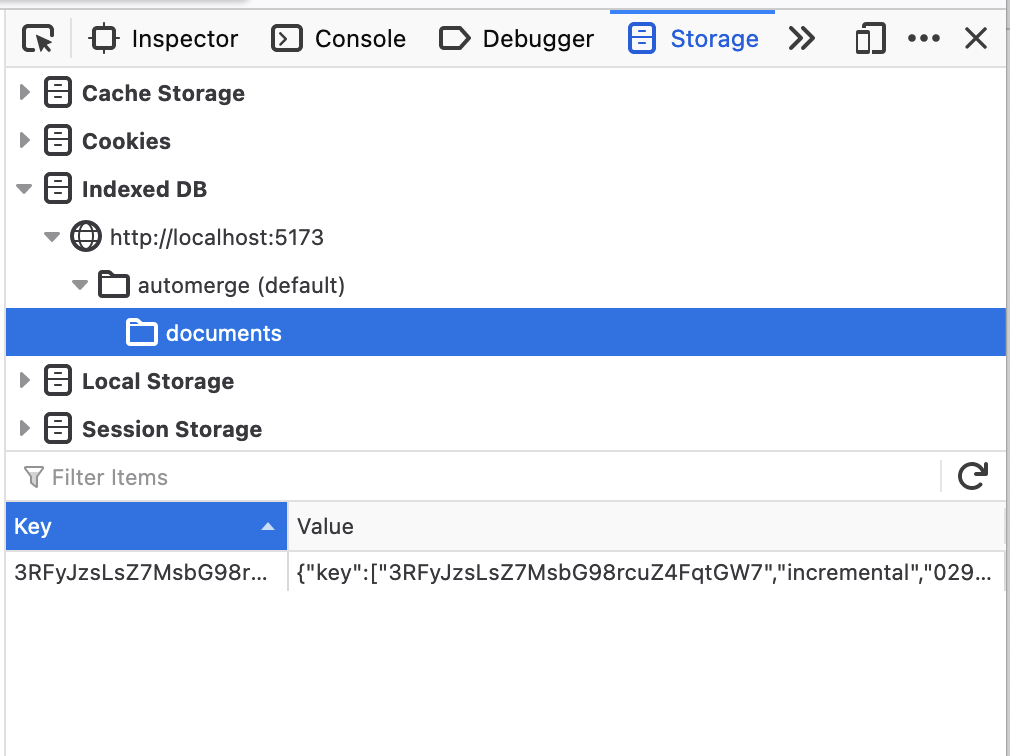 Inspector Console Debugger Storage
Cache Storage
Cookies
Indexed DB
http://localhost:5173
automerge (default)
documents
Local Storage
Session Storage
Filter Items
Key Value
3RFyJzsLsZ7MsbG98r... {"key":["3RFyJzsLsZ7MsbG98rcuZ4FqtGW7","incremental","029...